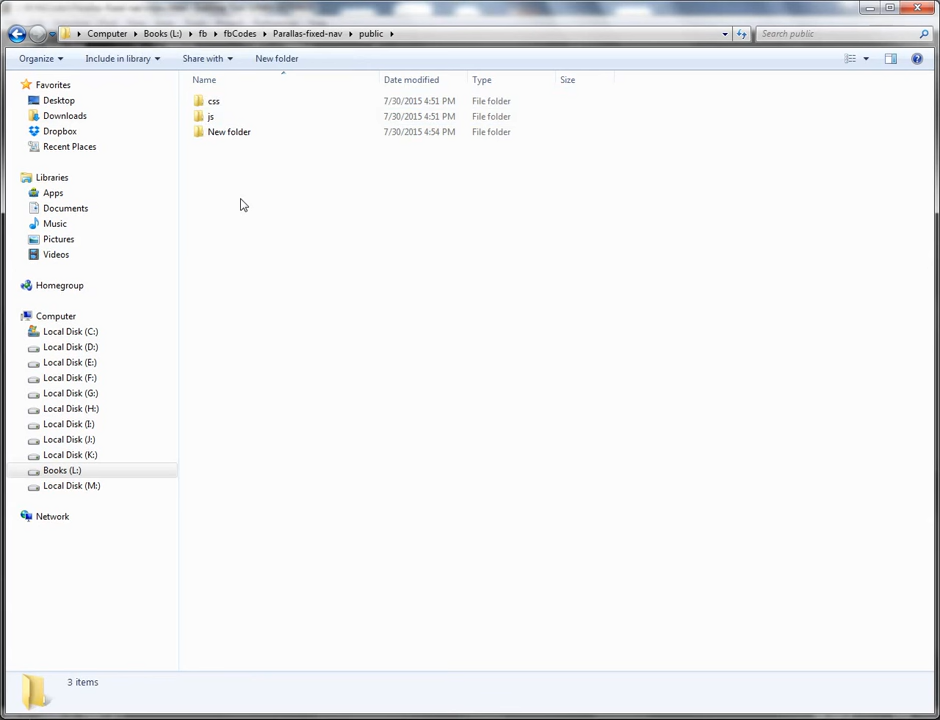 Computer Books (L:) fb fbCodes Parallas-fixed-nav public Search public
Organize Include in library Share with New folder
Name Date modified Type Size
css 7/30/2015 4:51 PM File folder
js 7/30/2015 4:51 PM File folder
New folder 7/30/2015 4:54 PM File folder
Favorites
Desktop
Downloads
Dropbox
Recent Places
Libraries
Apps
Documents
Music
Pictures
Videos
Homegroup
Computer
Local Disk (C:)
Local Disk (D:)
Local Disk (E:)
Local Disk (F:)
Local Disk (G:)
Local Disk (H:)
Local Disk (I:)
Local Disk (J:)
Local Disk (K:)
Books (L:)
Local Disk (M:)
Network
3 items